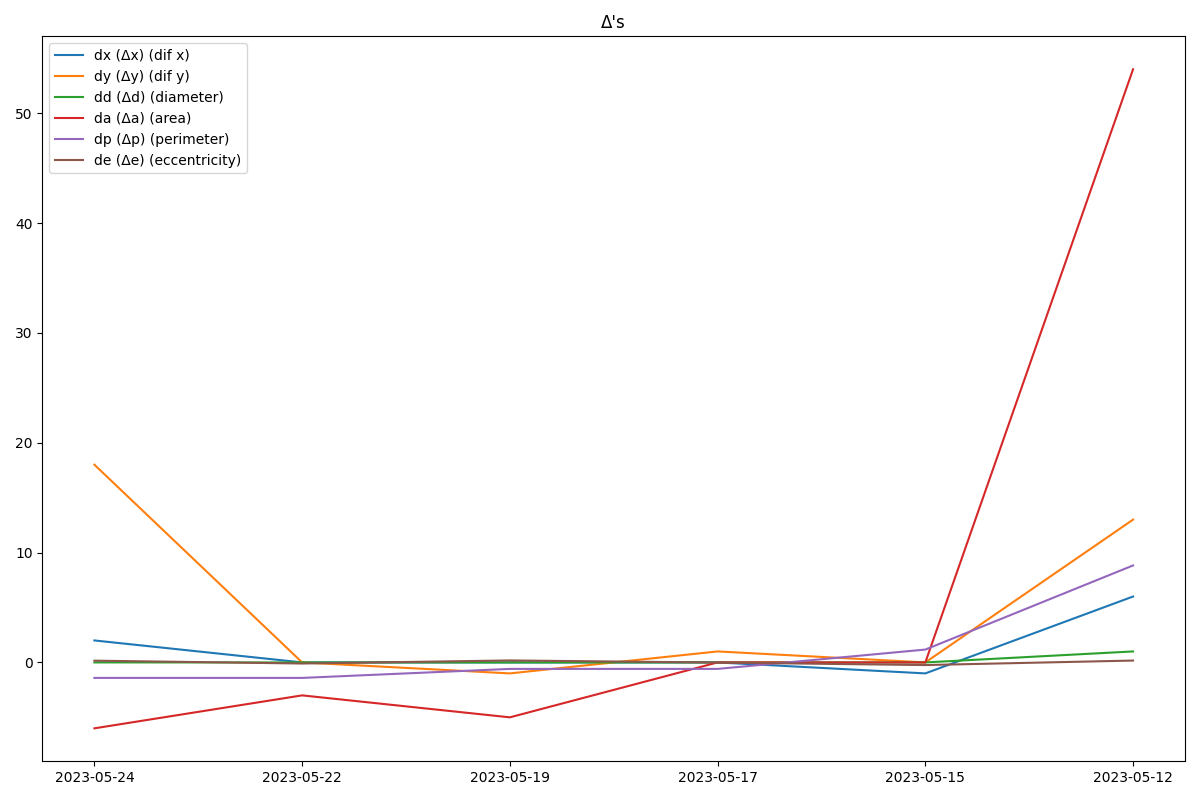 Δ's
dx (Δx) (dif x)
dy (Δy) (dif y)
dd (Δd) (diameter)
da (Δa) (area)
dp (Δp) (perimeter)
de (Δe) (eccentricity)
50
40
30
20
10
0
2023-05-24 2023-05-22 2023-05-19 2023-05-17 2023-05-15 2023-05-12